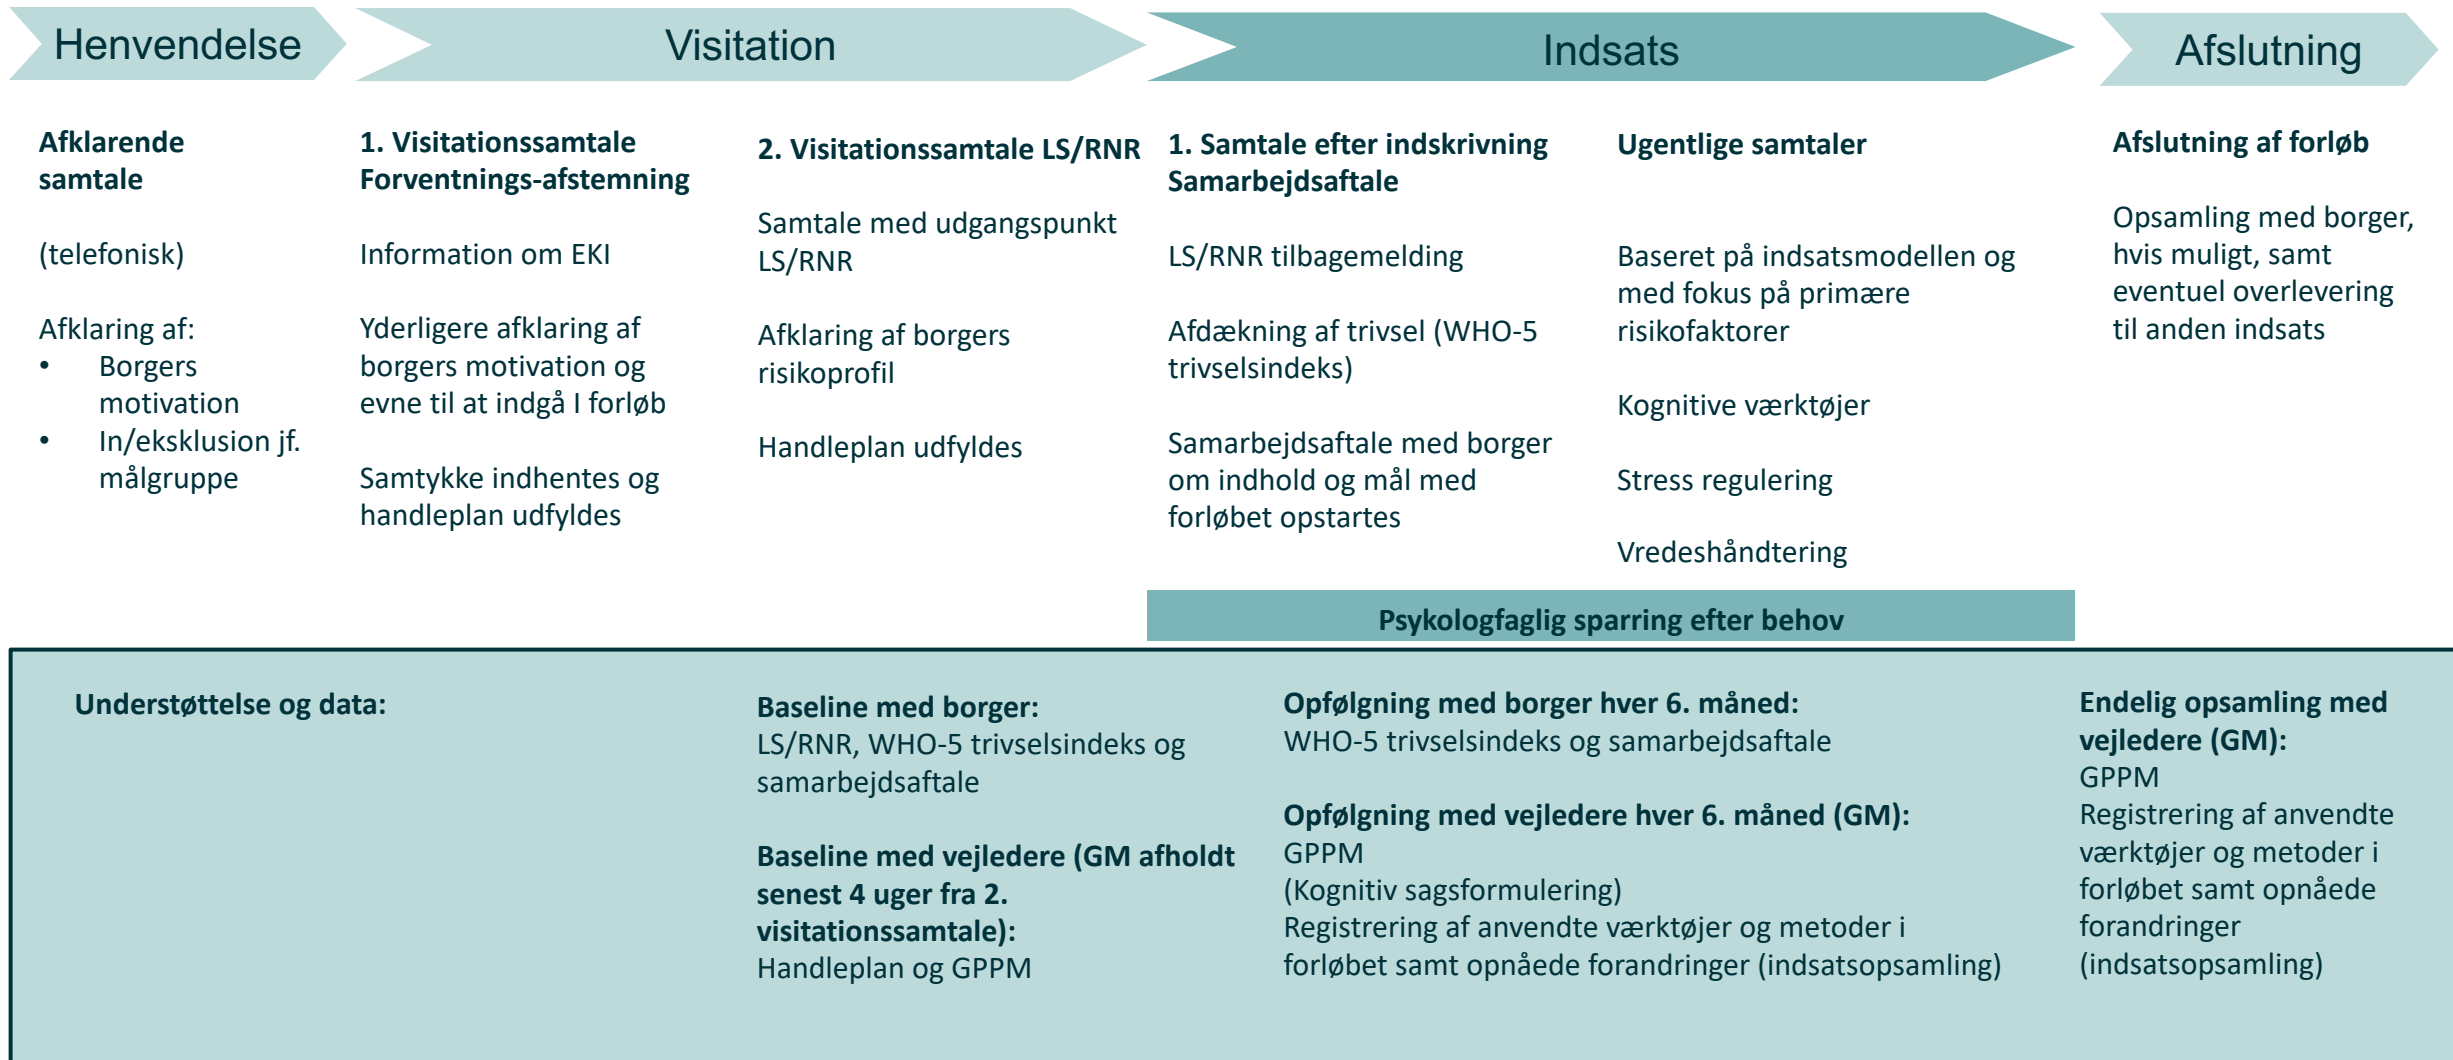 Henvendelse
Visitation
Indsats
Afslutning
Afklarende
samtale
(telefonisk)
Afklaring af:
• Borgers
motivation
• In/eksklusion jf.
målgruppe
1. Visitationssamtale
Forventnings-afstemning
Information om EKI
Yderligere afklaring af
borgers motivation og
evne til at indgå I forløb
Samtykke indhentes og
handleplan udfyldes
2. Visitationssamtale LS/RNR
Samtale med udgangspunkt
LS/RNR
Afklaring af borgers
risikoprofil
Handleplan udfyldes
1. Samtale efter indskrivning
Samarbejdsaftale
LS/RNR tilbagemelding
Afdækning af trivsel (WHO-5
trivselsindeks)
Samarbejdsaftale med borger
om indhold og mål med
forløbet opstartes
Ugentlige samtaler
Baseret på indsatsmodellen og
med fokus på primære
risikofaktorer
Kognitive værktøjer
Stress regulering
Vredeshåndtering
Afslutning af forløb
Opsamling med borger,
hvis muligt, samt
eventuel overlevering
til anden indsats
Psykologfaglig sparring efter behov
Understøttelse og data:
Baseline med borger:
LS/RNR, WHO-5 trivselsindeks og
samarbejdsaftale
Baseline med vejledere (GM afholdt
senest 4 uger fra 2.
visitationssamtale):
Handleplan og GPPM
Opfølgning med borger hver 6. måned:
WHO-5 trivselsindeks og samarbejdsaftale
Opfølgning med vejledere hver 6. måned (GM):
GPPM
(Kognitiv sagsformulering)
Registrering af anvendte værktøjer og metoder i
forløbet samt opnåede forandringer (indsatsopsamling)
Endelig opsamling med
vejledere (GM):
GPPM
Registrering af anvendte
værktøjer og metoder i
forløbet samt opnåede
forandringer
(indsatsopsamling)